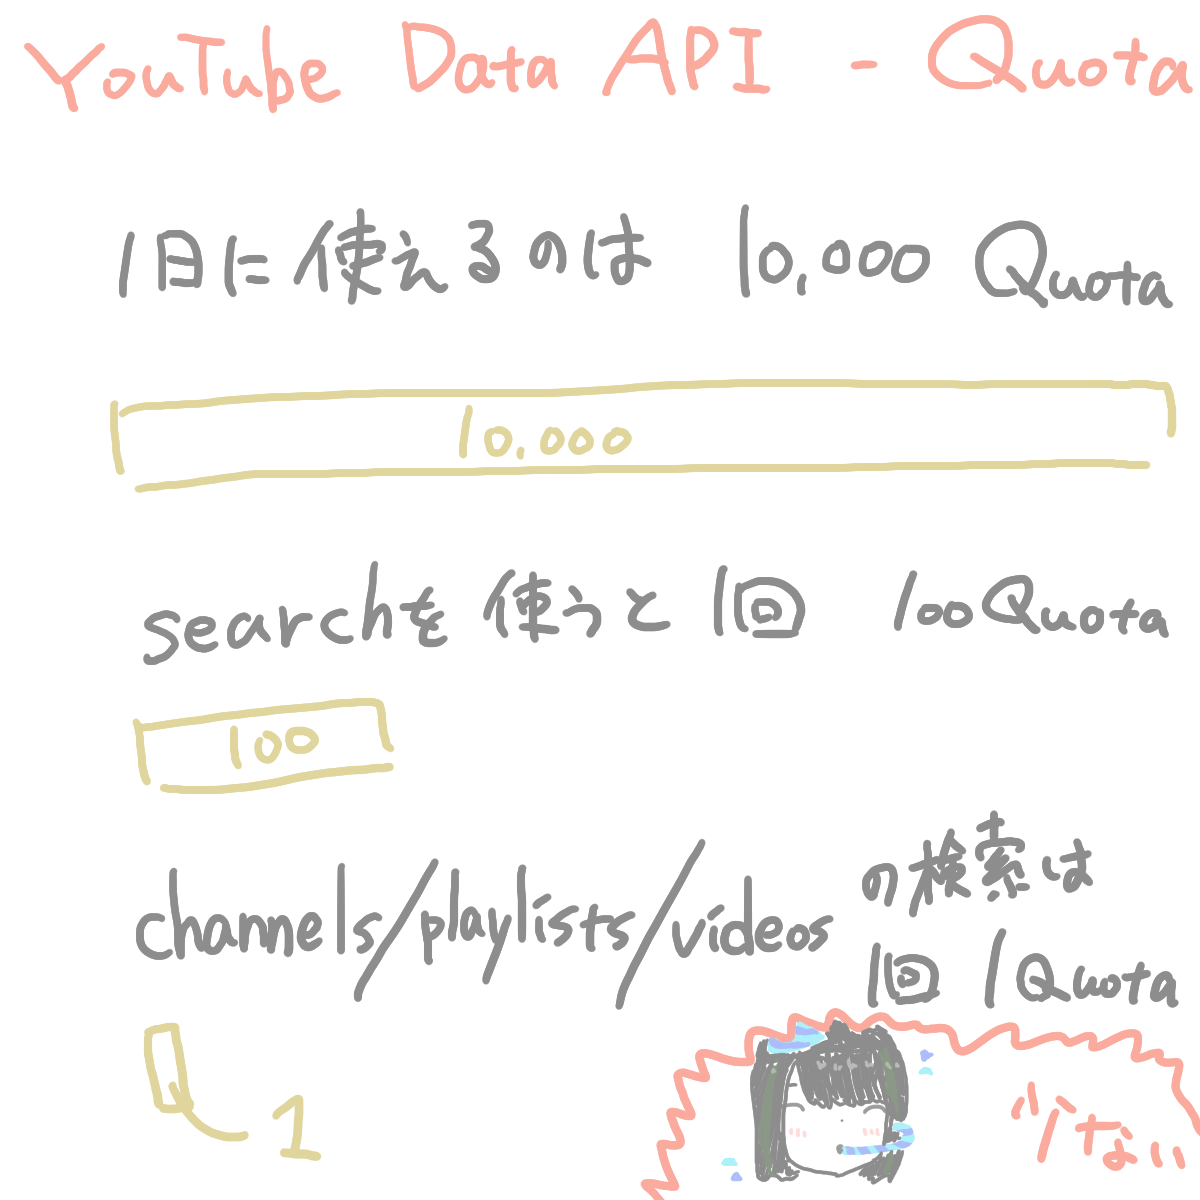 YouTube Data API - Quota
1日に使えるのは 10,000 Quota
10,000
searchを使うと 1回 100Quota
100
channels/playlists/videos の検索は
1回 1Quota
1
少ない